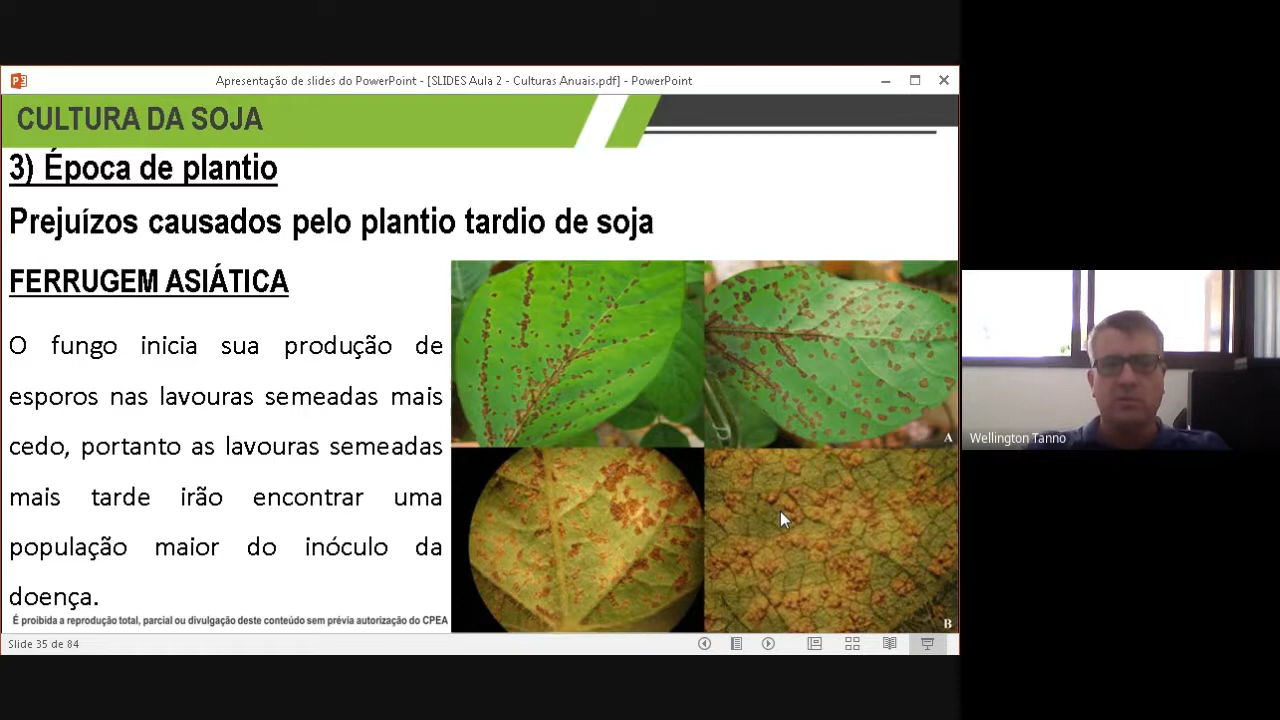 Apresentação de slides do PowerPoint - [SLIDES Aula 2 - Culturas Anuais.pdf] - PowerPoint
CULTURA DA SOJA
3) Época de plantio
Prejuízos causados pelo plantio tardio de soja
FERRUGEM ASIÁTICA
O fungo inicia sua produção de
esporos nas lavouras semeadas mais
cedo, portanto as lavouras semeadas
mais tarde irão encontrar uma
população maior do inóculo da
doença.
A
B
É proibida a reprodução total, parcial ou divulgação deste conteúdo sem prévia autorização do CPEA
Slide 35 de 84
Wellington Tanno